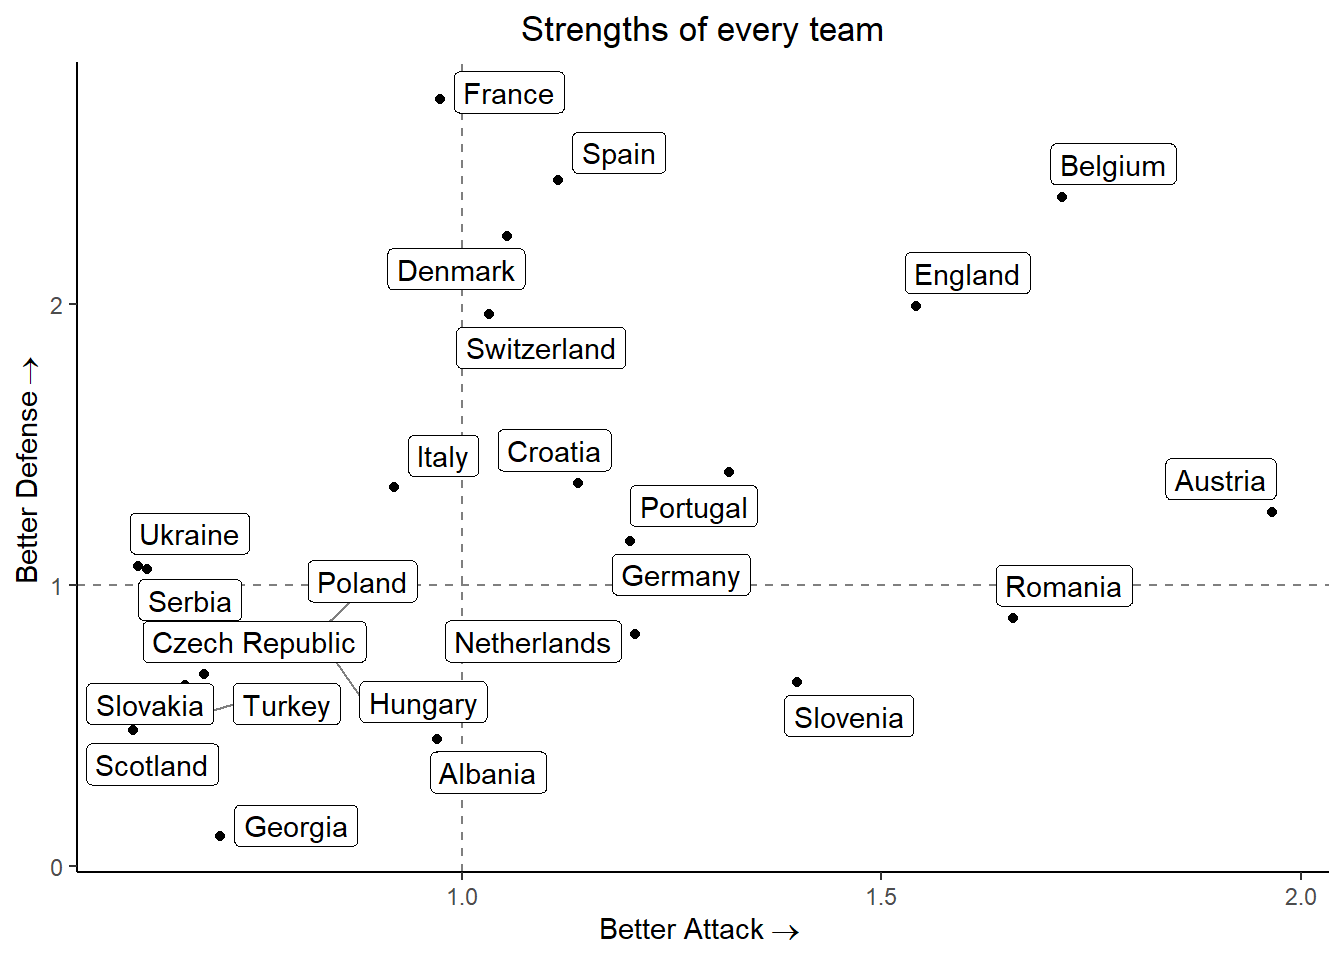 Strengths of every team
France
Spain
Belgium
Denmark
England
2
Switzerland
Better Defense →
Italy
Croatia
Austria
Portugal
Ukraine
Poland
Germany
Romania
1
Serbia
Czech Republic
Netherlands
Slovakia
Turkey
Hungary
Slovenia
Scotland
Albania
Georgia
0
1.0
1.5
2.0
Better Attack →